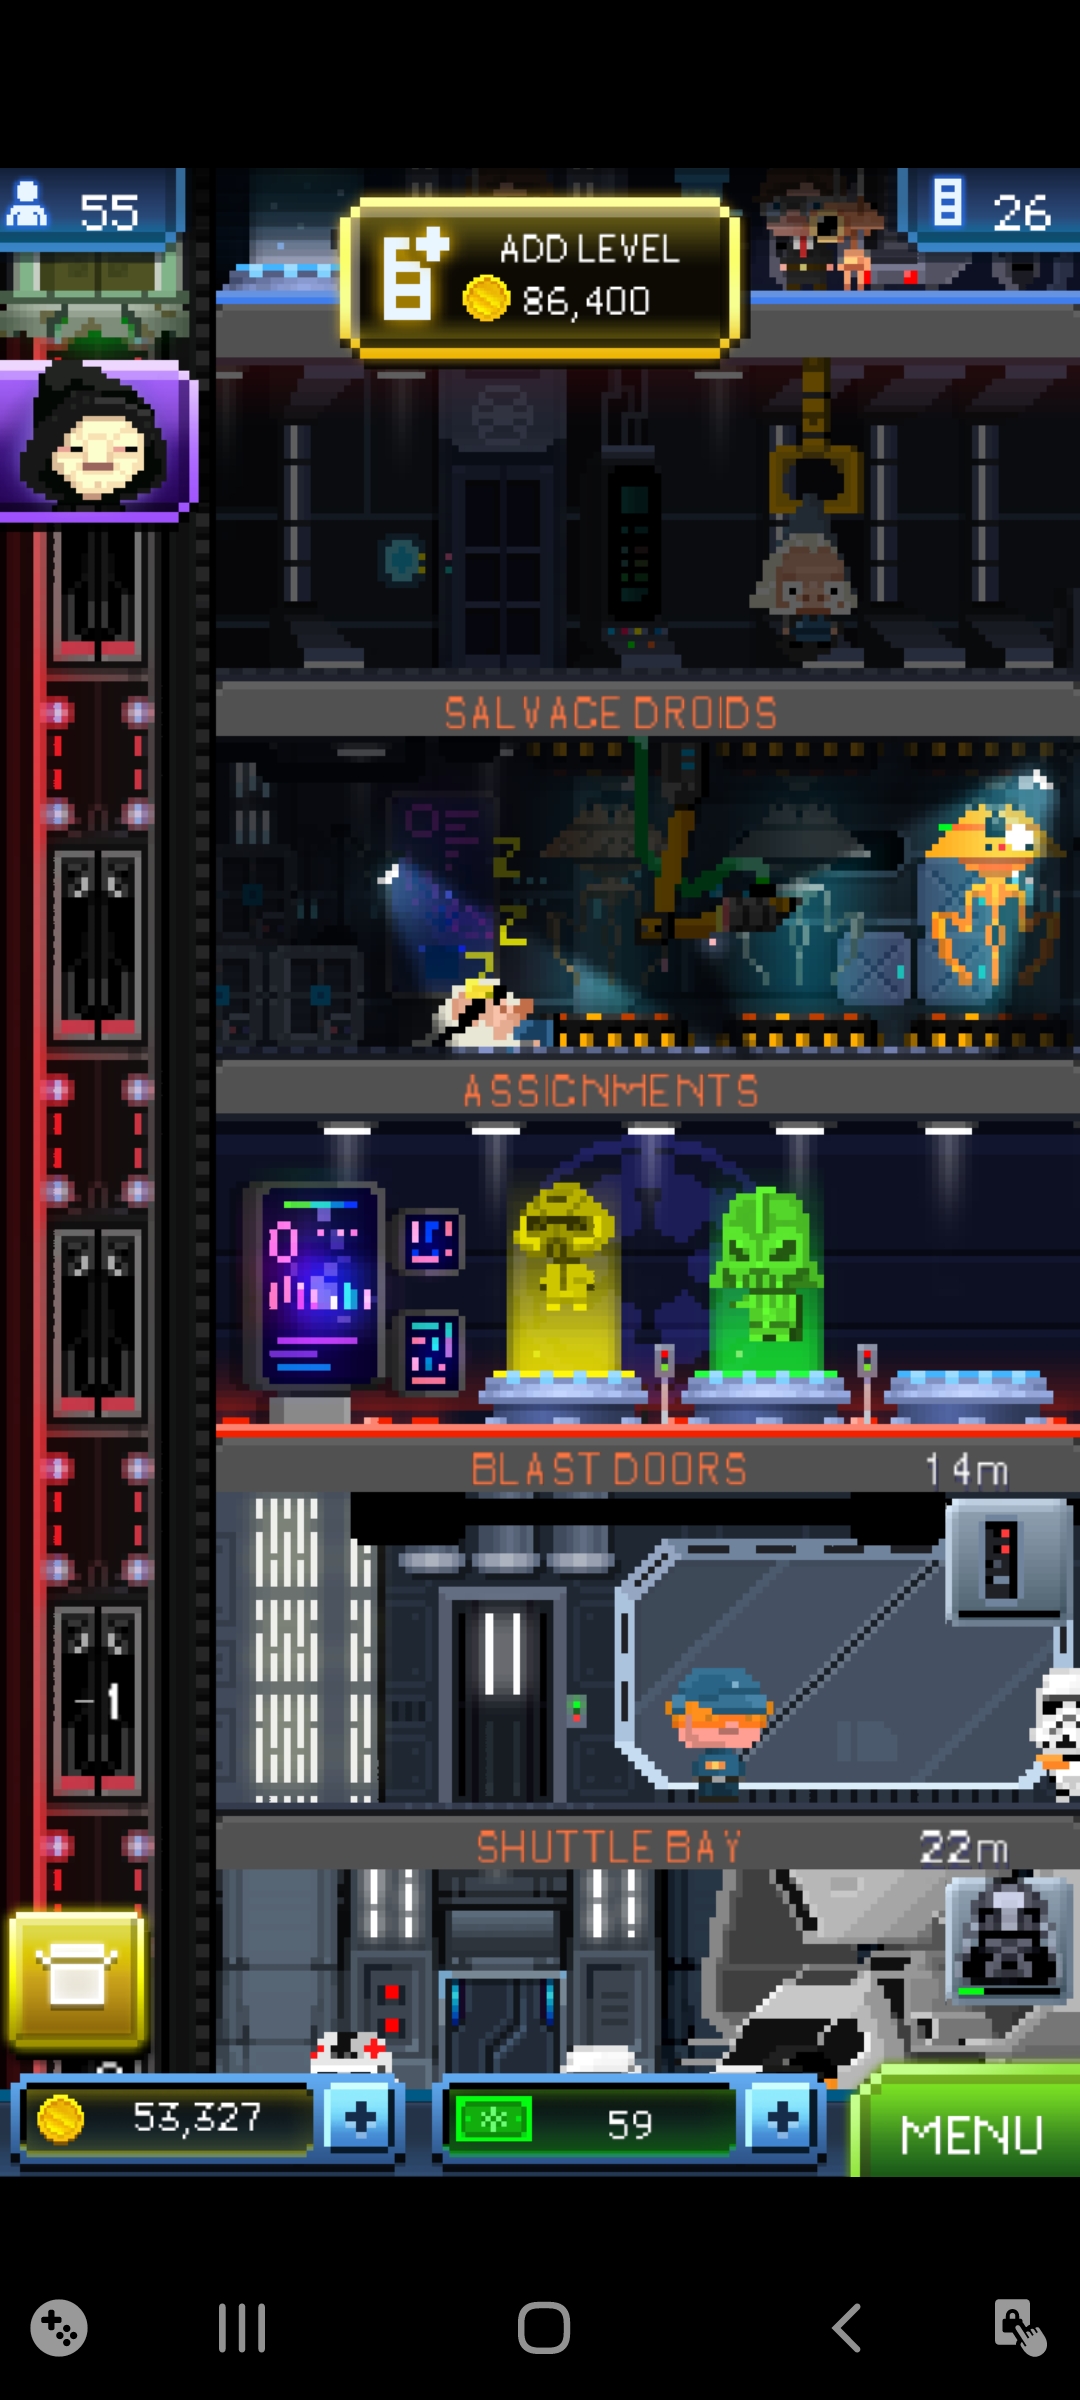 55
26
ADD LEVEL
86,400
SALVAGE DROIDS
Z
Z
Z
ASSIGNMENTS
BLAST DOORS 14m
-1
SHUTTLE BAY 22m
53,327
59
MENU